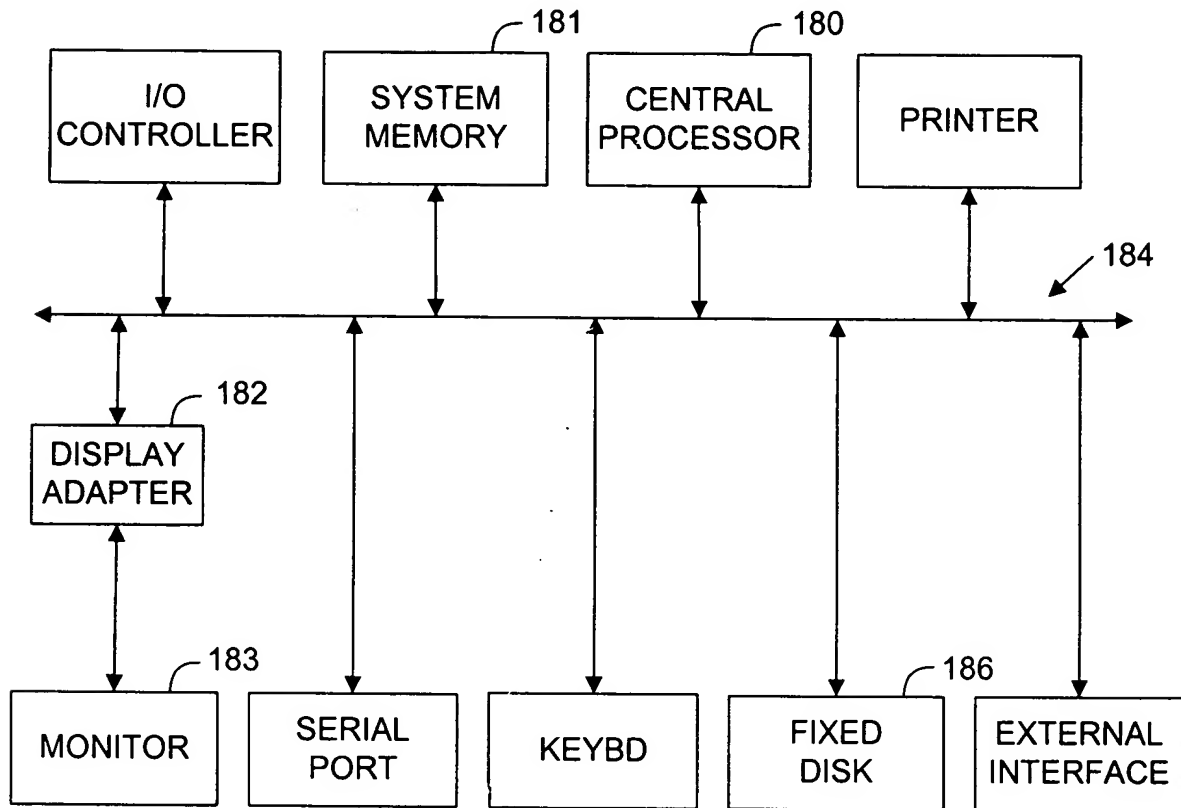 181
180
I/O
CONTROLLER
SYSTEM
MEMORY
CENTRAL
PROCESSOR
PRINTER
184
182
DISPLAY
ADAPTER
183
186
MONITOR
SERIAL
PORT
KEYBD
FIXED
DISK
EXTERNAL
INTERFACE